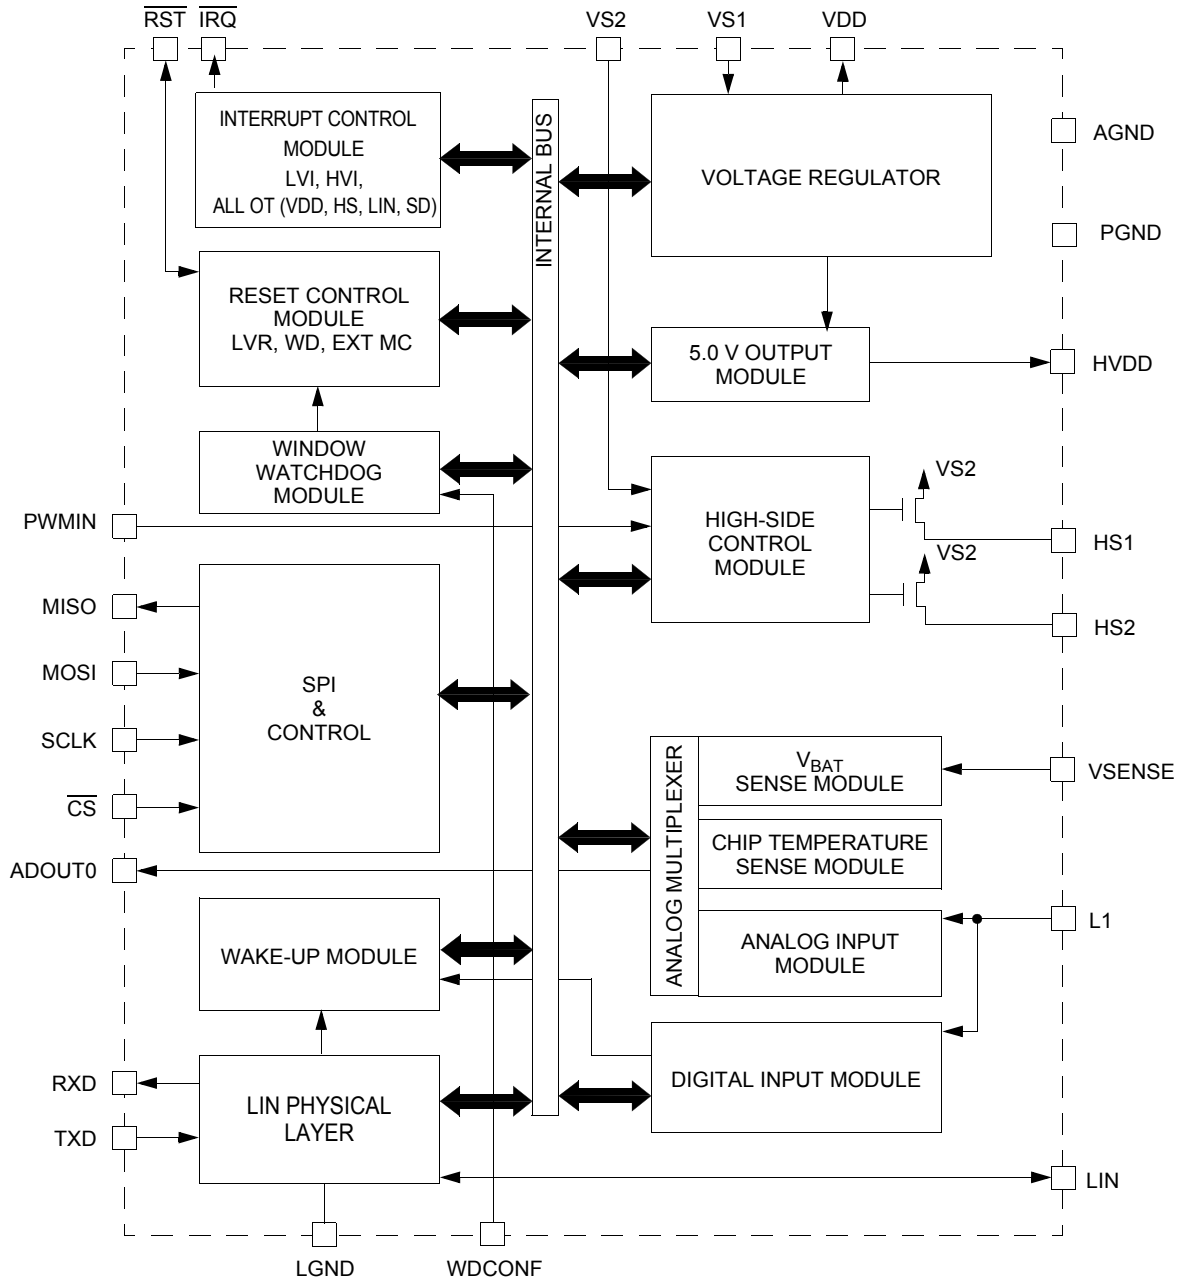 RST IRQ VS2 VS1 VDD
INTERRUPT CONTROL
MODULE
LVI, HVI,
ALL OT (VDD, HS, LIN, SD)
INTERNAL BUS
VOLTAGE REGULATOR
AGND
PGND
RESET CONTROL
MODULE
LVR, WD, EXT MC
5.0 V OUTPUT
MODULE
HVDD
WINDOW
WATCHDOG
MODULE
PWMIN
HIGH-SIDE
CONTROL
MODULE
VS2
HS1
VS2
HS2
MISO
MOSI
SCLK
CS
SPI
&
CONTROL
ADOUT0
ANALOG MULTIPLEXER
VBAT
SENSE MODULE
VSENSE
CHIP TEMPERATURE
SENSE MODULE
ANALOG INPUT
MODULE
L1
WAKE-UP MODULE
DIGITAL INPUT MODULE
RXD
TXD
LIN PHYSICAL
LAYER
LIN
LGND WDCONF